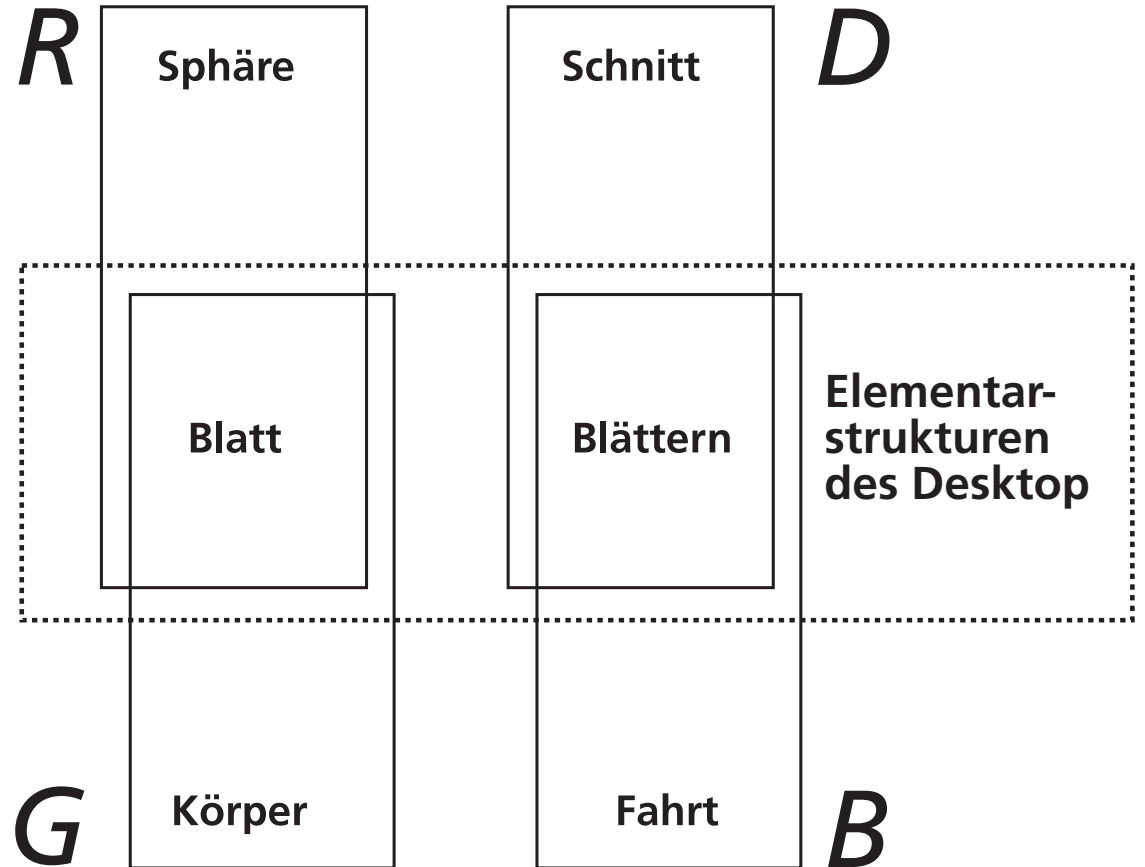 R
Sphäre
Schnitt
D
Blatt
Blättern
Elementar-
strukturen
des Desktop
G
Körper
Fahrt
B